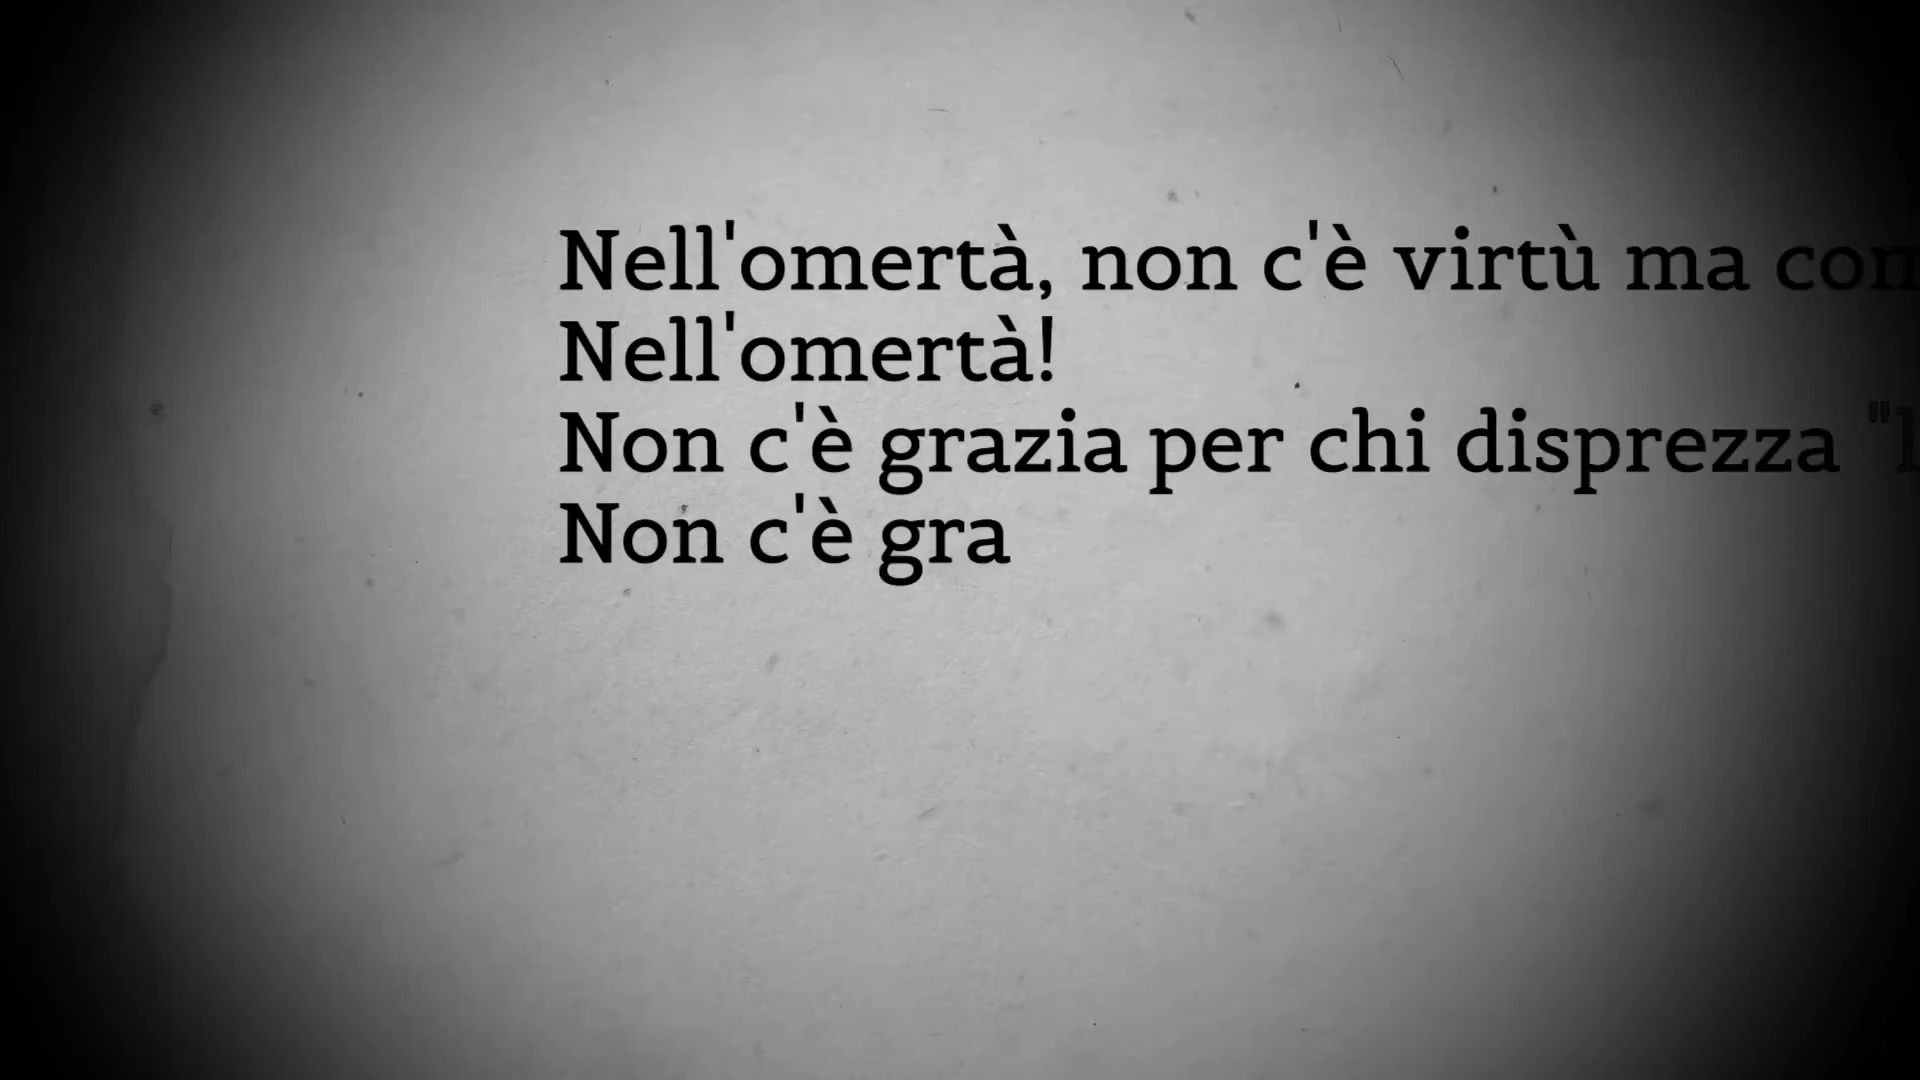 Nell'omertà, non c'è virtù ma
Nell'omertà!
Non c'è grazia per chi disprezza
Non c'è gra